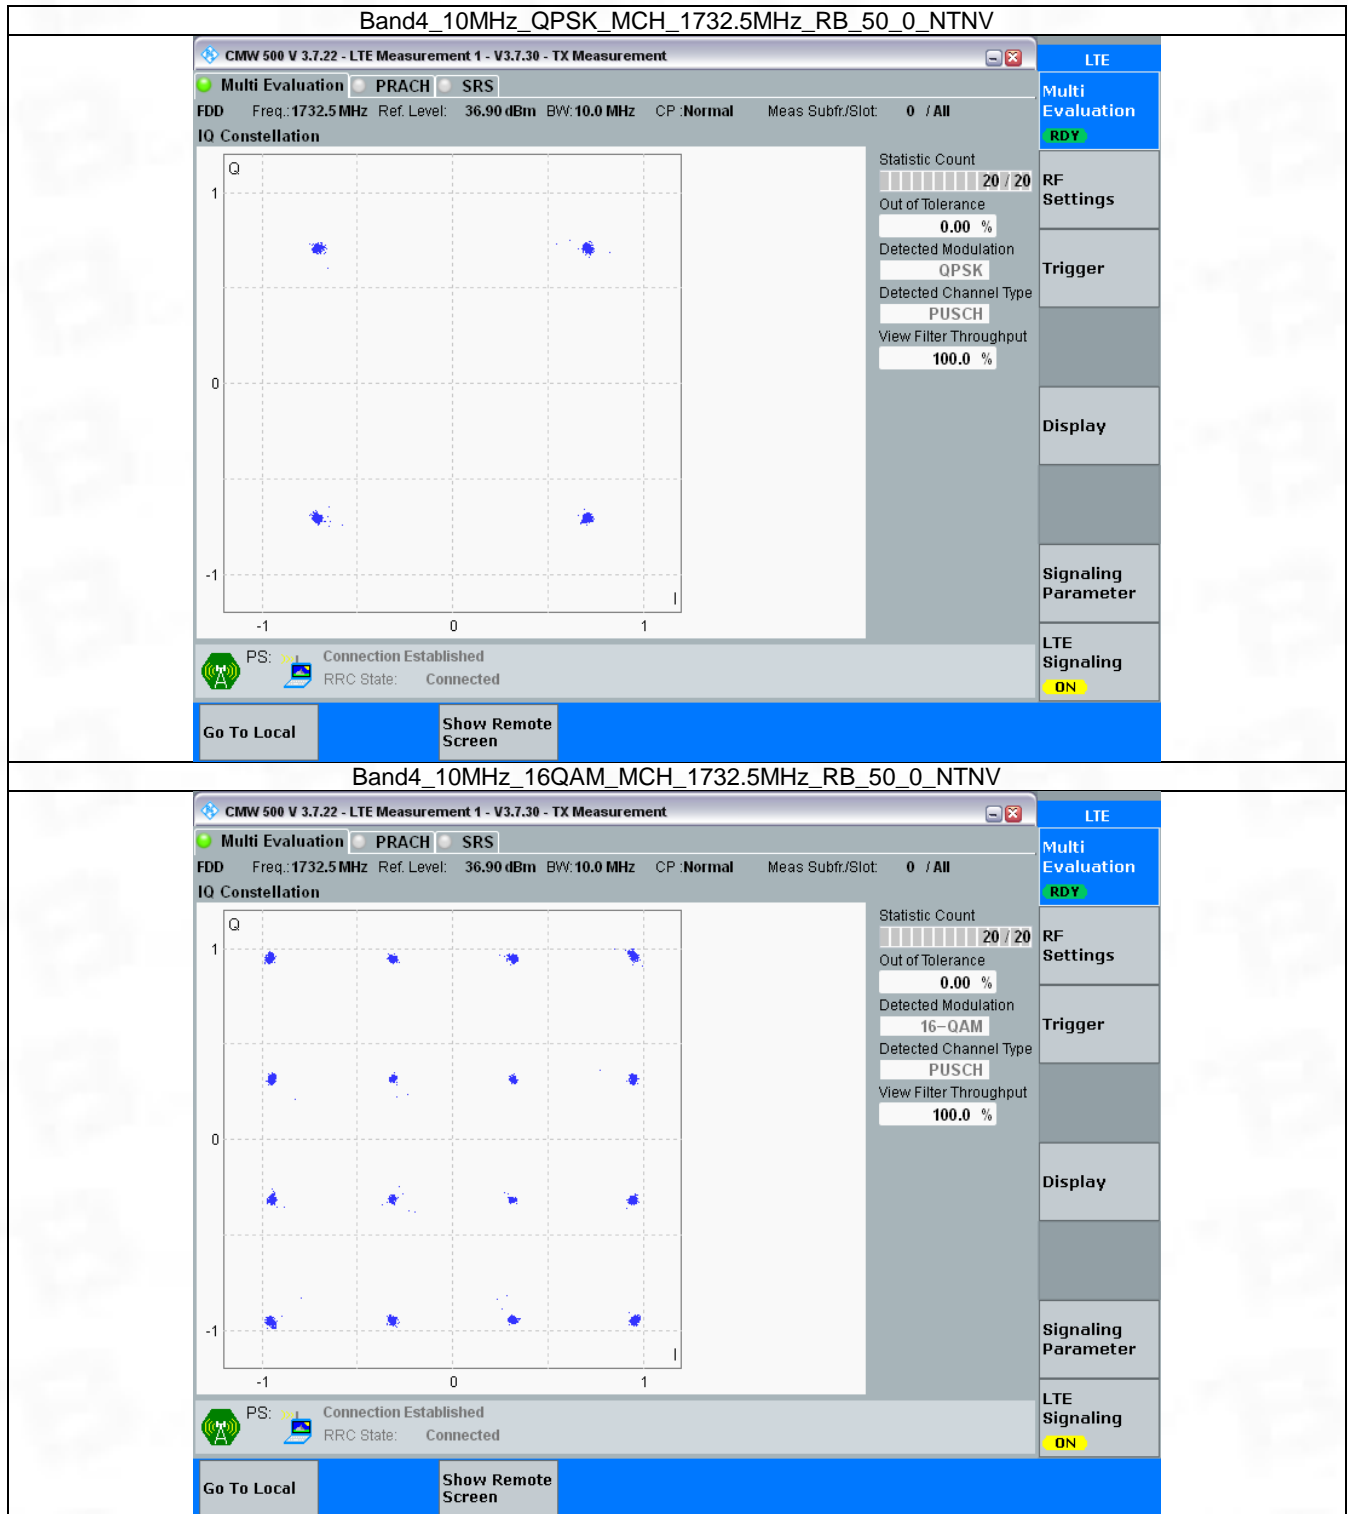 Band4_10MHz_QPSK_MCH_1732.5MHz_RB_50_0_NTNV
CMW 500 V 3.7.22 - LTE Measurement 1 - V3.7.30 - TX Measurement
LTE
Multi Evaluation PRACH SRS
Multi
Evaluation
RDY
FDD Freq.:1732.5 MHz Ref. Level: 36.90 dBm BW:10.0 MHz CP :Normal Meas Subfr./Slot: 0 / All
IQ Constellation
Q
1
0
-1
-1 0 1
I
Statistic Count
20 / 20
Out of Tolerance
0.00 %
Detected Modulation
QPSK
Detected Channel Type
PUSCH
View Filter Throughput
100.0 %
RF
Settings
Trigger
Display
Signaling
Parameter
LTE
Signaling
ON
PS: Connection Established
RRC State: Connected
Go To Local
Show Remote
Screen
Band4_10MHz_16QAM_MCH_1732.5MHz_RB_50_0_NTNV
CMW 500 V 3.7.22 - LTE Measurement 1 - V3.7.30 - TX Measurement
LTE
Multi Evaluation PRACH SRS
Multi
Evaluation
RDY
FDD Freq.:1732.5 MHz Ref. Level: 36.90 dBm BW:10.0 MHz CP :Normal Meas Subfr./Slot: 0 / All
IQ Constellation
Q
1
0
-1
-1 0 1
I
Statistic Count
20 / 20
Out of Tolerance
0.00 %
Detected Modulation
16-QAM
Detected Channel Type
PUSCH
View Filter Throughput
100.0 %
RF
Settings
Trigger
Display
Signaling
Parameter
LTE
Signaling
ON
PS: Connection Established
RRC State: Connected
Go To Local
Show Remote
Screen